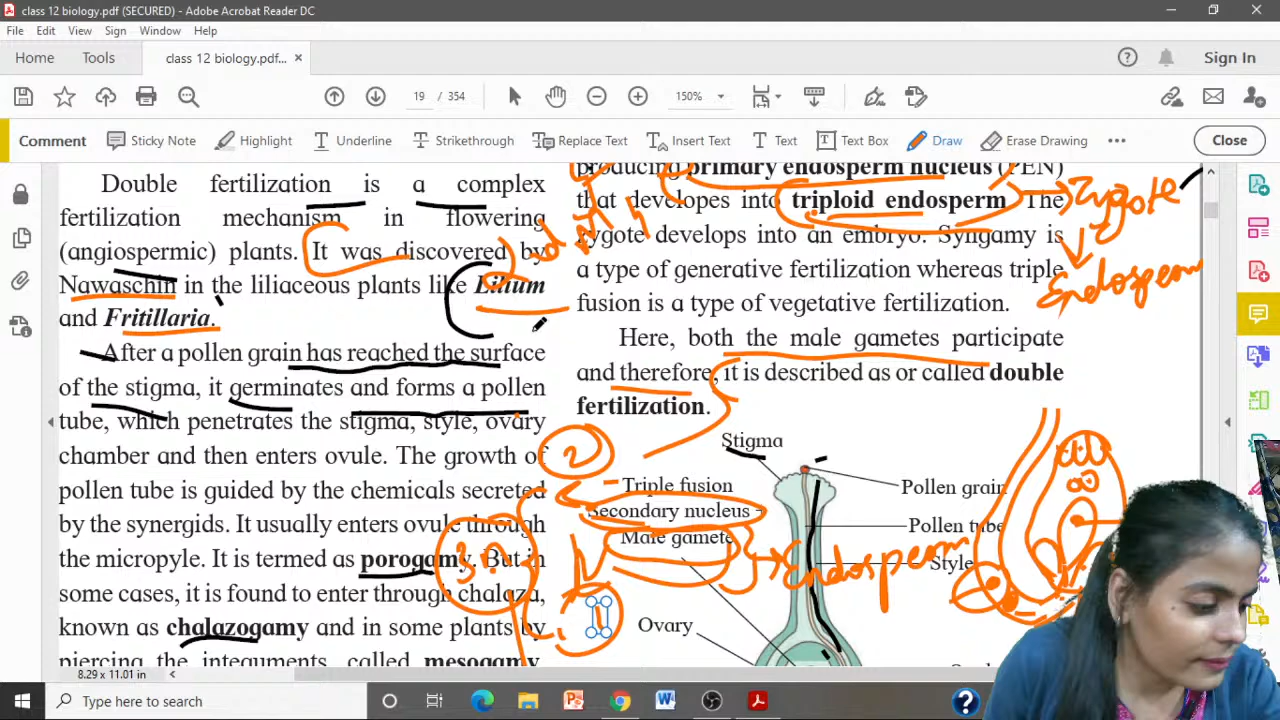 class 12 biology.pdf (SECURED) - Adobe Acrobat Reader DC
File Edit View Sign Window Help
Home Tools class 12 biology.pdf... × Sign In
19 / 354 150%
Comment Sticky Note Highlight Underline Strikethrough Replace Text Insert Text Text Text Box Draw Erase Drawing Close
Double fertilization is a complex
fertilization mechanism in flowering
(angiospermic) plants. It was discovered by
Nawaschin in the liliaceous plants like Lilium
and Fritillaria.
After a pollen grain has reached the surface
of the stigma, it germinates and forms a pollen
tube, which penetrates the stigma, style, ovary
chamber and then enters ovule. The growth of
pollen tube is guided by the chemicals secreted
by the synergids. It usually enters ovule through
the micropyle. It is termed as porogamy. But in
some cases, it is found to enter through chalaza,
known as chalazogamy and in some plants by
piercing the integuments, called mesogamy.
producing primary endosperm nucleus (PEN)
that developes into triploid endosperm The
zygote develops into an embryo. Syngamy is
a type of generative fertilization whereas triple
fusion is a type of vegetative fertilization.
Here, both the male gametes participate
and therefore, it is described as or called double
fertilization.
Zygote
Endosperm
2
Stigma
Triple fusion
Secondary nucleus
Male gamete
Endosperm
3
1
Pollen grain
Pollen tube
Style
Ovary
8.29 x 11.01 in
Type here to search